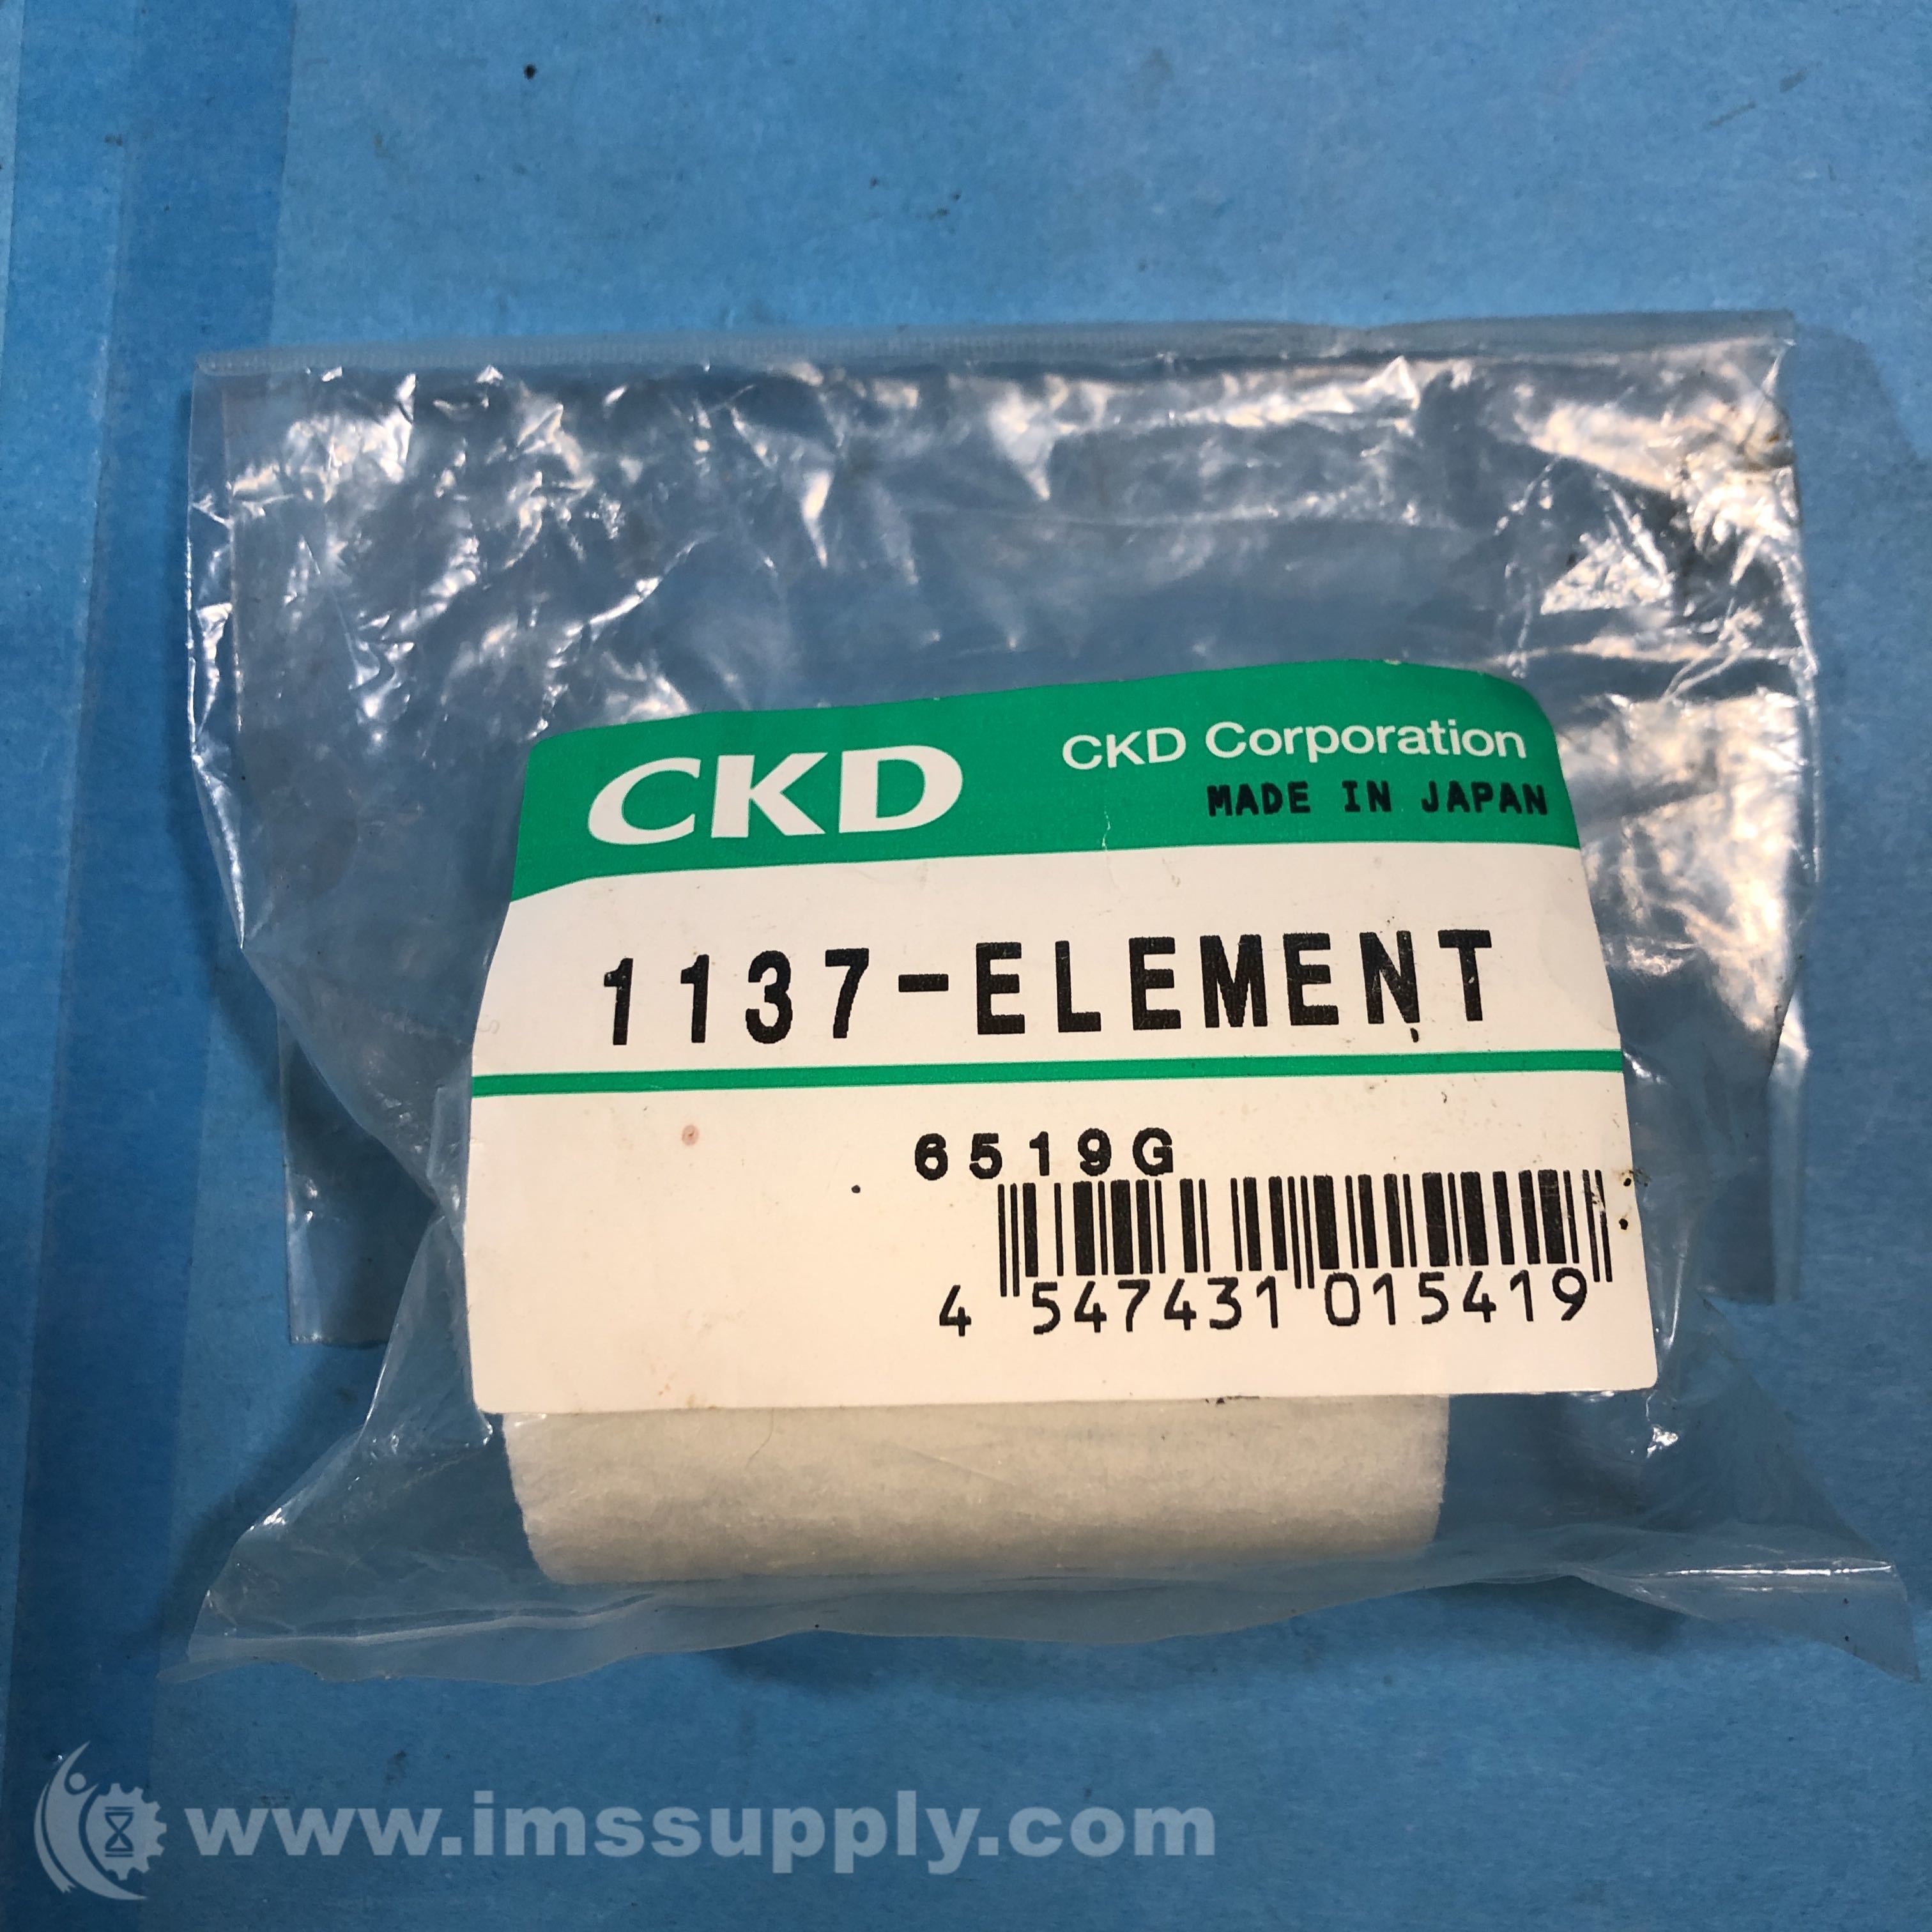 CKD
CKD Corporation
MADE IN JAPAN
1137-ELEMENT
6519G
4 547431 015419
www.imssupply.com